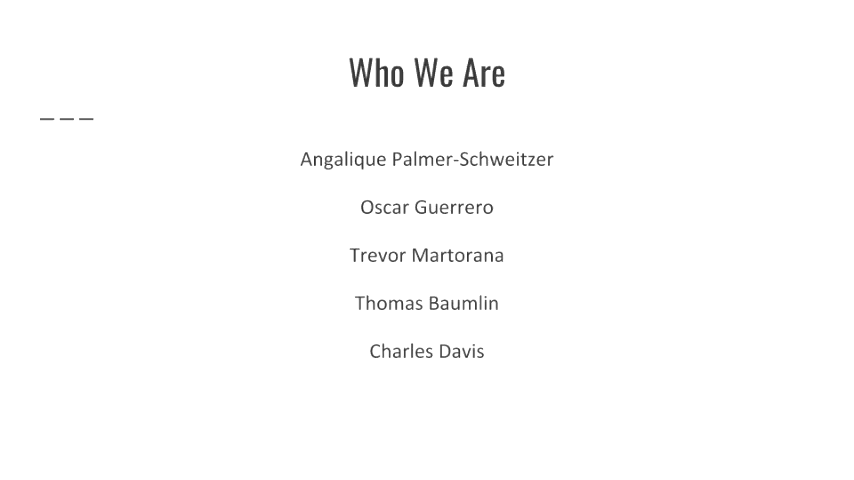 Who We Are
Angalique Palmer-Schweitzer
Oscar Guerrero
Trevor Martorana
Thomas Baumlin
Charles Davis